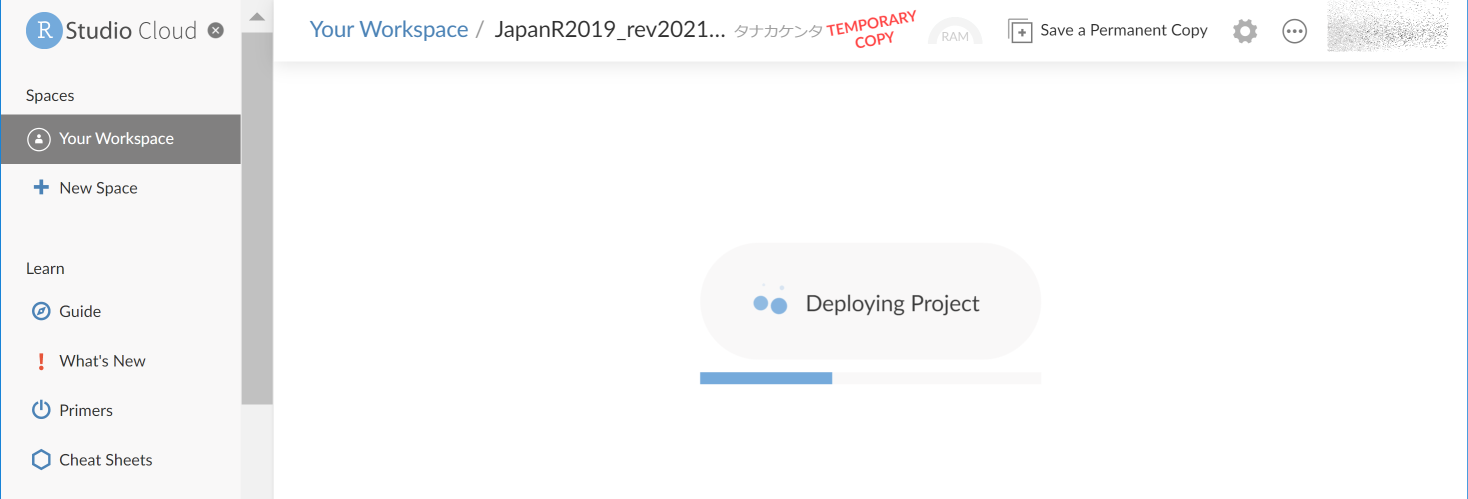 R Studio Cloud
Spaces
Your Workspace
New Space
Learn
Guide
What's New
Primers
Cheat Sheets
Your Workspace / JapanR2019_rev2021... タナカケンタ TEMPORARY
COPY
RAM
Save a Permanent Copy
Deploying Project